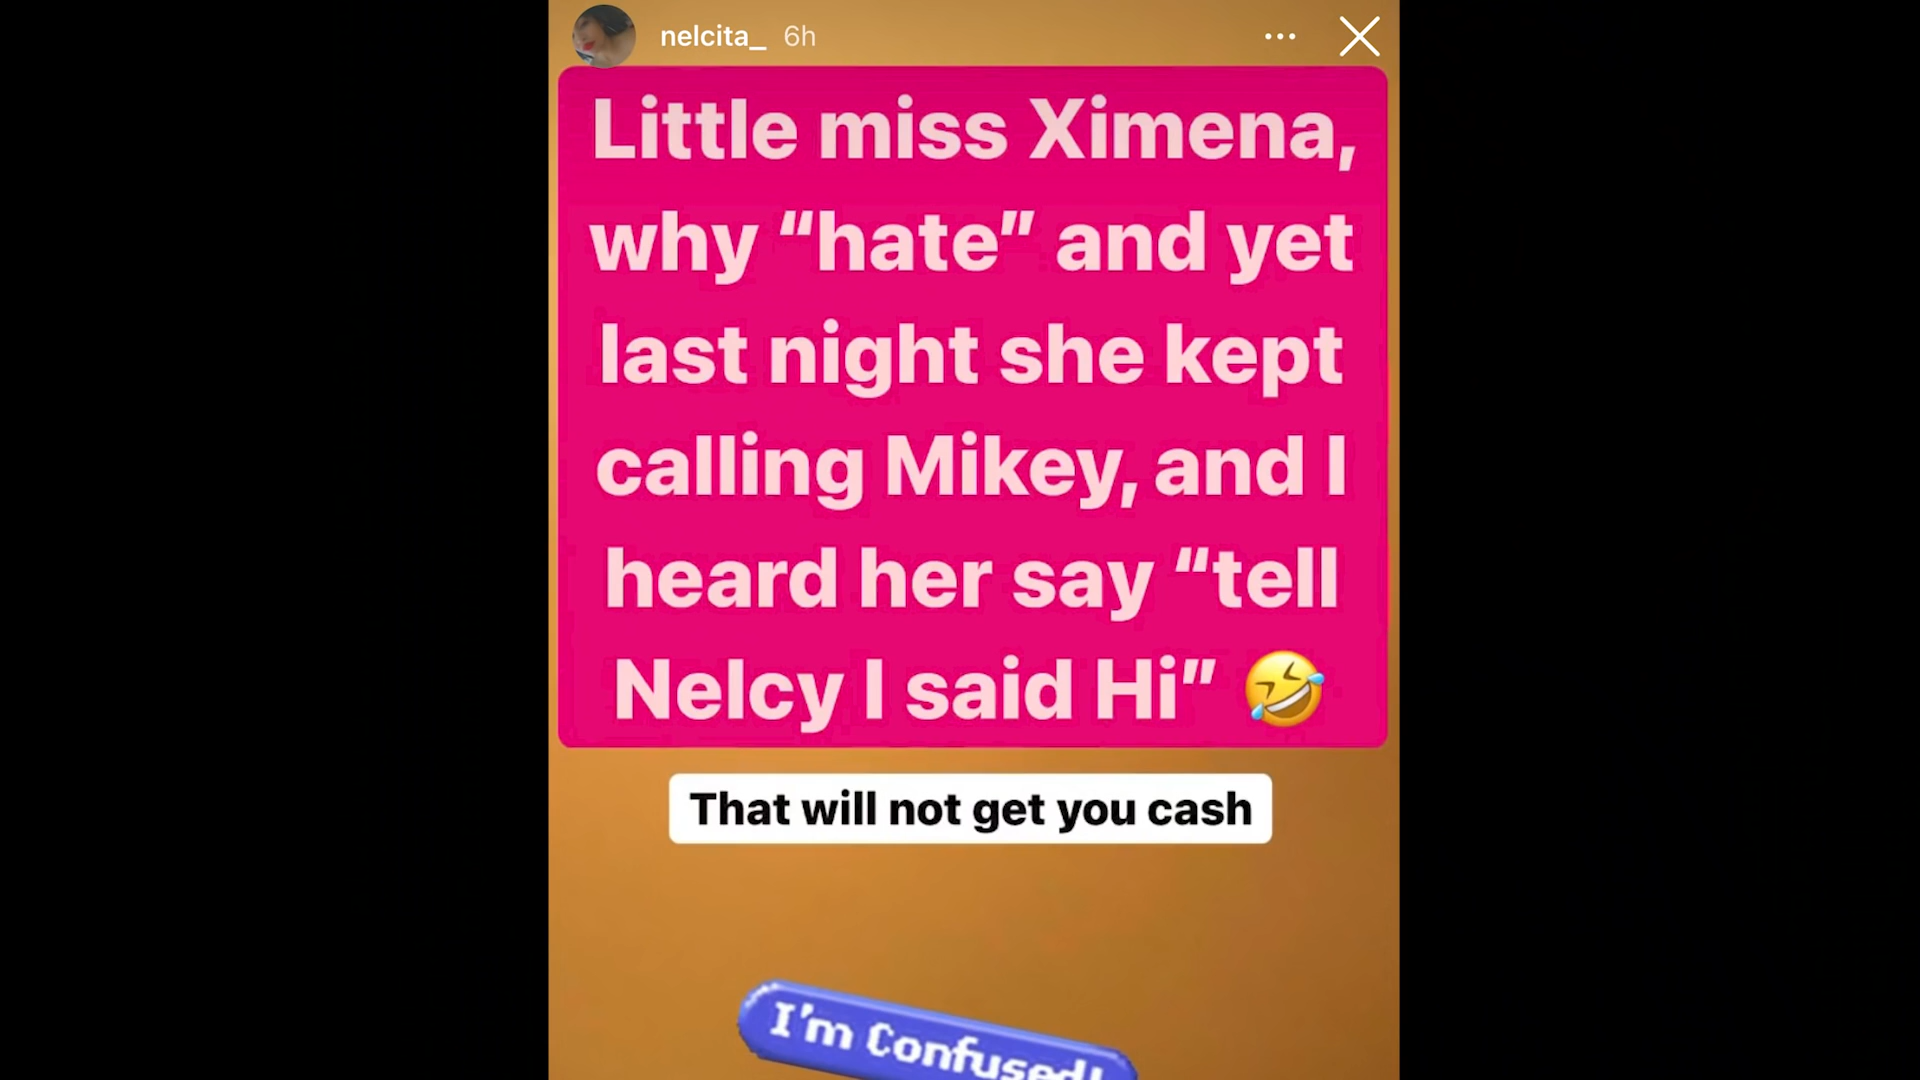 nelcita_ 6h
Little miss Ximena,
why “hate” and yet
last night she kept
calling Mikey, and I
heard her say “tell
Nelcy I said Hi” 🤣
That will not get you cash
I'm Confused!